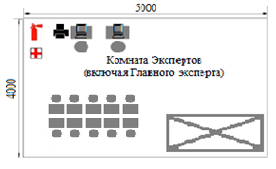 5000
4000
Комната Экспертов
(включая Главного эксперта)